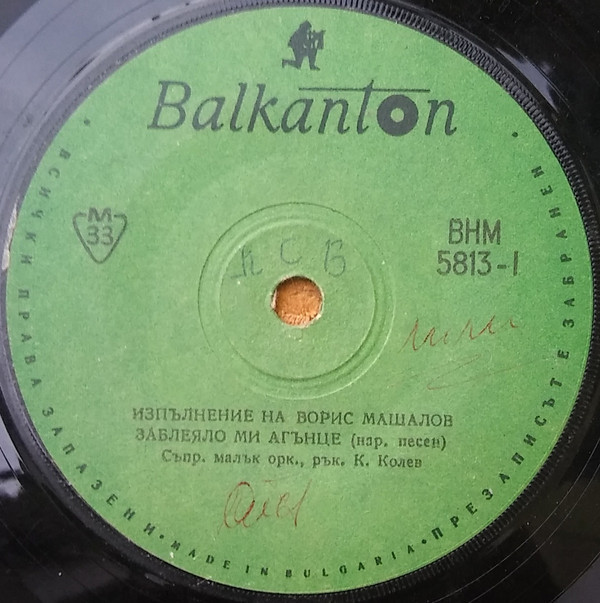 Balkanton
M
33
ВНМ
5813-I
ИЗПЪЛНЕНИЕ НА БОРИС МАШАЛОВ
ЗАБЛЕЯЛО МИ АГЪНЦЕ (нар. песен)
Съпр. малък орк., рък. К. Колев
ВСИЧКИ ПРАВА ЗАПАЗЕНИ • MADE IN BULGARIA • ПРЕЗАПИСЪТ Е ЗАБРАНЕН